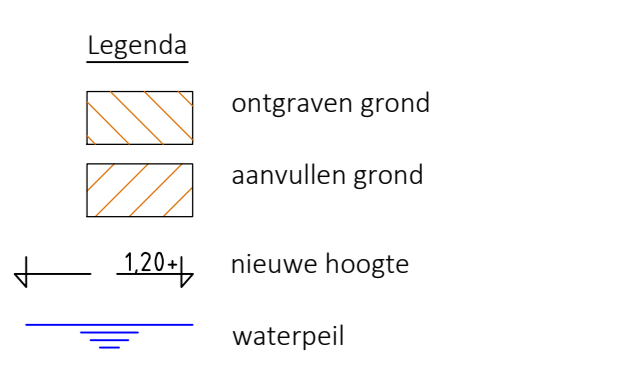 Legenda
ontgraven grond
aanvullen grond
1,20+ nieuwe hoogte
waterpeil